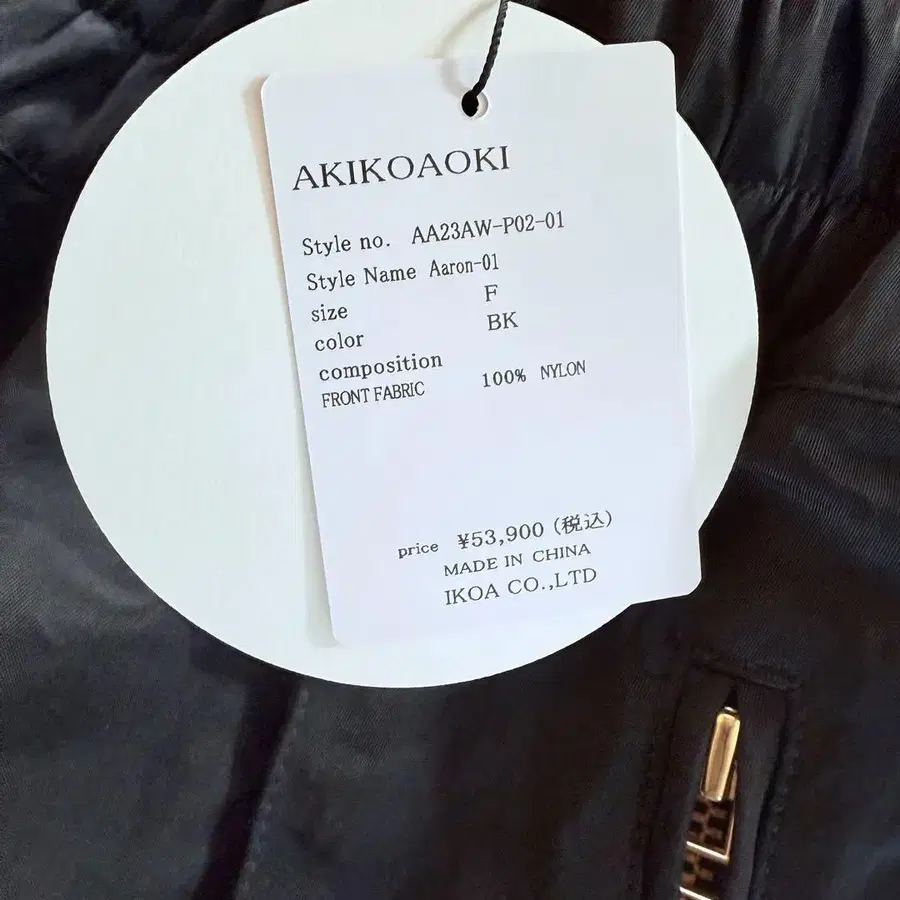 AKIKOAOKI
Style no. AA23AW-P02-01
Style Name Aaron-01
size F
color BK
composition
FRONT FABRIC 100% NYLON
price ¥53,900 (税込)
MADE IN CHINA
IKOA CO.,LTD